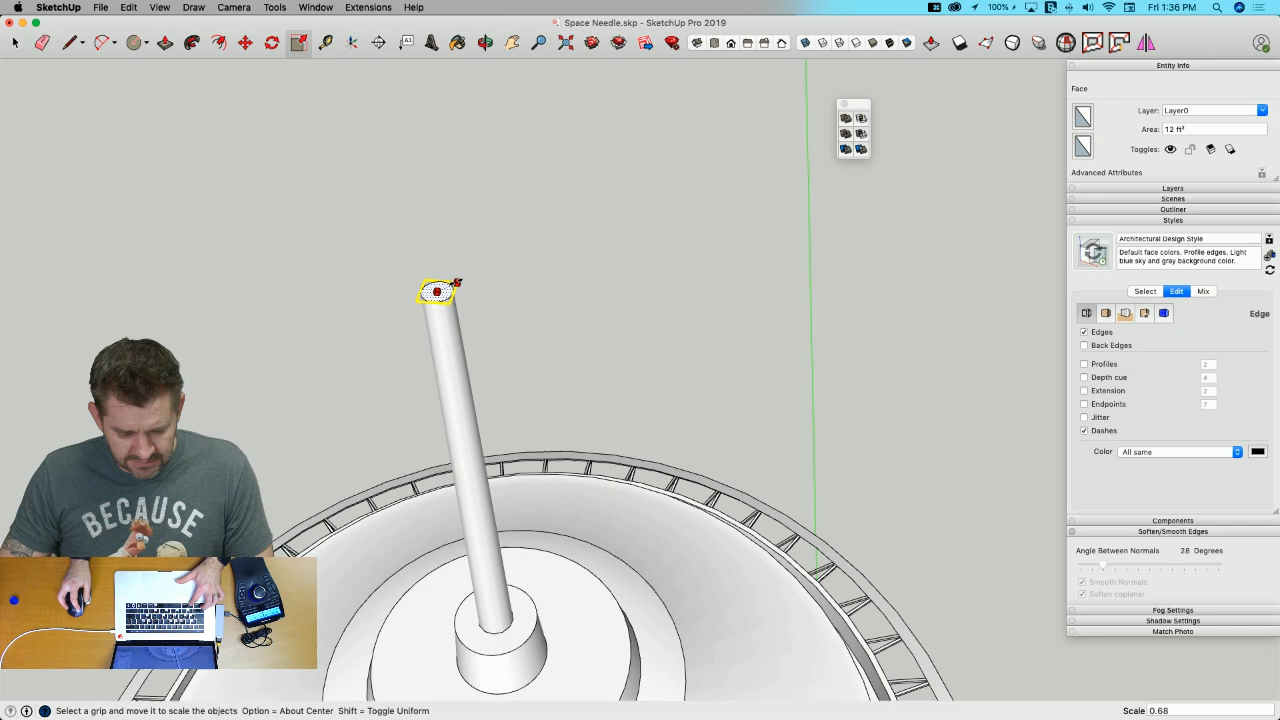 SketchUp File Edit View Draw Camera Tools Window Extensions Help 100% Fri 1:36 PM
Space Needle.skp - SketchUp Pro 2019
Entity Info
Face
Layer: Layer0
Area: 12 ft²
Toggles:
Advanced Attributes
Layers
Scenes
Outliner
Styles
Architectural Design Style
Default face colors. Profile edges. Light
blue sky and gray background color.
Select Edit Mix
Edge
Edges
Back Edges
Profiles 2
Depth cue 4
Extension 2
Endpoints 7
Jitter
Dashes
Color All same
Components
Soften/Smooth Edges
Angle Between Normals 28 Degrees
Smooth Normals
Soften coplanar
Fog Settings
Shadow Settings
Match Photo
BECAUSE
Select a grip and move it to scale the objects Option = About Center Shift = Toggle Uniform
Scale 0.68